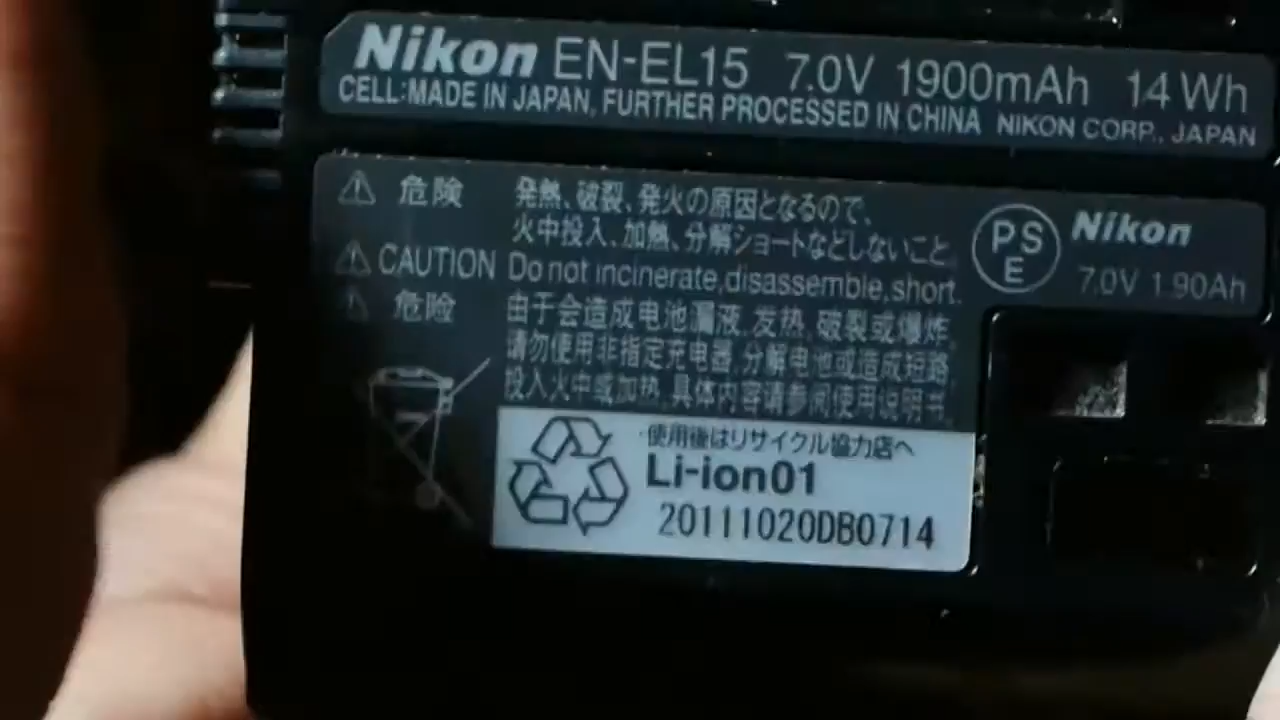 Nikon EN-EL15 7.0V 1900mAh 14 Wh
CELL:MADE IN JAPAN, FURTHER PROCESSED IN CHINA NIKON CORP., JAPAN
⚠ 危険 発熱、破裂、発火の原因となるので、
火中投入、加熱、分解ショートなどしないこと。
⚠ CAUTION Do not incinerate,disassemble,short.
⚠ 危险 由于会造成电池漏液、发热、破裂或爆炸,
请勿使用非指定充电器,分解电池或造成短路,
投入火中或加热,具体内容请参阅使用说明书。
PS
E
Nikon
7.0V 1.90Ah
使用後はリサイクル協力店へ
Li-ion01
20111020DB0714